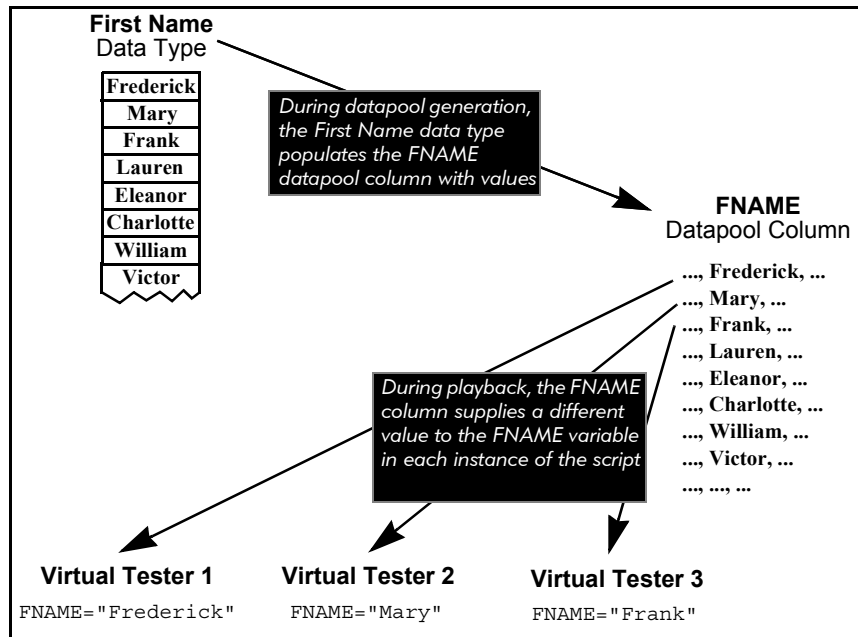 First Name
Data Type
Frederick
Mary
Frank
Lauren
Eleanor
Charlotte
William
Victor
During datapool generation,
the First Name data type
populates the FNAME
datapool column with values
FNAME
Datapool Column
..., Frederick, ...
..., Mary, ...
..., Frank, ...
..., Lauren, ...
..., Eleanor, ...
..., Charlotte, ...
..., William, ...
..., Victor, ...
..., ..., ...
During playback, the FNAME
column supplies a different
value to the FNAME variable
in each instance of the script
Virtual Tester 1
FNAME="Frederick"
Virtual Tester 2
FNAME="Mary"
Virtual Tester 3
FNAME="Frank"